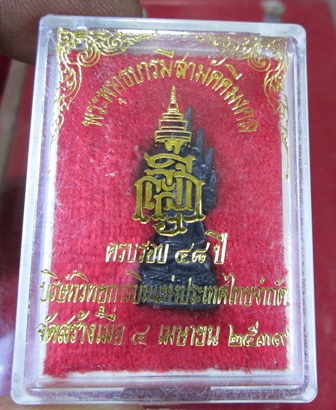 พระพุทธบารมีสามัคคีมงคล
ครบรอบ ๔๘ ปี
บริษัทวิทยุการบินแห่งประเทศไทยจำกัด
จัดสร้างเมื่อ ๔ เมษายน ๒๕๓๙